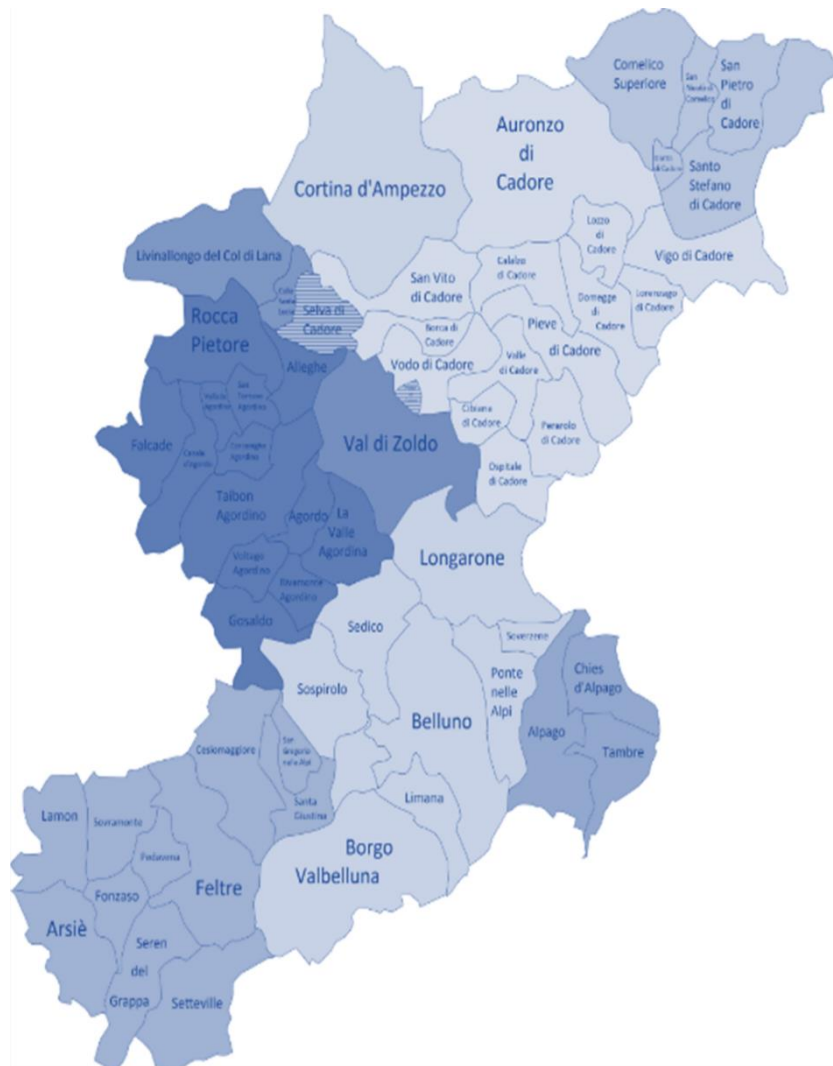 Comelico
Superiore
San
Pietro
di
Cadore
Auronzo
di
Cadore
Cortina d'Ampezzo
Santo
Stefano
di Cadore
Lozzo
di
Cadore
Vigo di Cadore
Livinallongo del Col di Lana
San Vito
di Cadore
Calalzo
di Cadore
Domegge
di
Cadore
Lorenzago
di Cadore
Selva di
Cadore
Rocca
Pietore
Borca di
Cadore
Pieve
di Cadore
Alleghe
Vodo di Cadore
Valle
di Cadore
Cibiana
di Cadore
Falcade
Val di Zoldo
Perarolo
di Cadore
Ospitale
di Cadore
Taibon
Agordino
Agordo
La
Valle
Agordina
Voltago
Agordino
Rivamonte
Agordino
Longarone
Gosaldo
Sedico
Soverzene
Sospirolo
Ponte
nelle
Alpi
Chies
d'Alpago
Belluno
Alpago
Tambre
Cesiomaggiore
San
Gregorio
nelle Alpi
Santa
Giustina
Limana
Lamon
Sovramonte
Pedavena
Borgo
Valbelluna
Fonzaso
Feltre
Arsiè
Seren
del
Grappa
Setteville